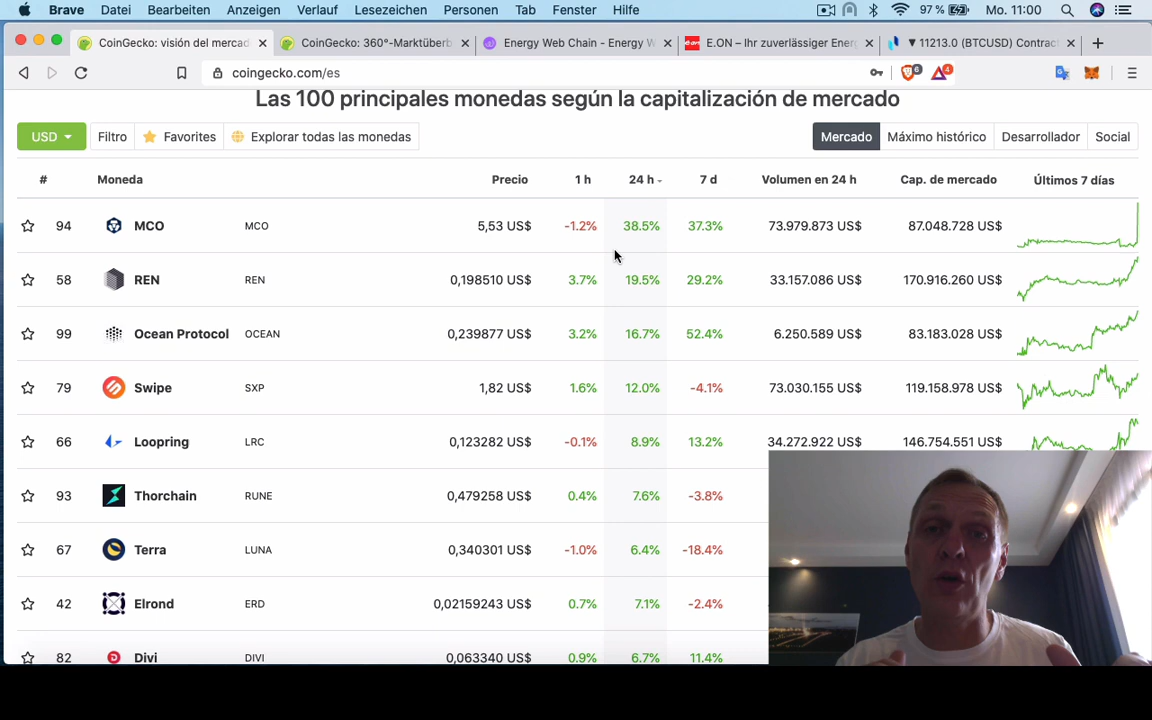 Brave Datei Bearbeiten Anzeigen Verlauf Lesezeichen Personen Tab Fenster Hilfe 97 % Mo. 11:00
CoinGecko: visión del mercad CoinGecko: 360°-Marktüberb Energy Web Chain - Energy W E.ON – Ihr zuverlässiger Ener ▼ 11213.0 (BTCUSD) Contrac
coingecko.com/es 6 4
Las 100 principales monedas según la capitalización de mercado
USD Filtro Favorites Explorar todas las monedas Mercado Máximo histórico Desarrollador Social
# Moneda Precio 1 h 24 h 7 d Volumen en 24 h Cap. de mercado Últimos 7 días
94 MCO MCO 5,53 US$ -1.2% 38.5% 37.3% 73.979.873 US$ 87.048.728 US$
58 REN REN 0,198510 US$ 3.7% 19.5% 29.2% 33.157.086 US$ 170.916.260 US$
99 Ocean Protocol OCEAN 0,239877 US$ 3.2% 16.7% 52.4% 6.250.589 US$ 83.183.028 US$
79 Swipe SXP 1,82 US$ 1.6% 12.0% -4.1% 73.030.155 US$ 119.158.978 US$
66 Loopring LRC 0,123282 US$ -0.1% 8.9% 13.2% 34.272.922 US$ 146.754.551 US$
93 Thorchain RUNE 0,479258 US$ 0.4% 7.6% -3.8%
67 Terra LUNA 0,340301 US$ -1.0% 6.4% -18.4%
42 Elrond ERD 0,02159243 US$ 0.7% 7.1% -2.4%
82 Divi DIVI 0,063340 US$ 0.9% 6.7% 11.4%